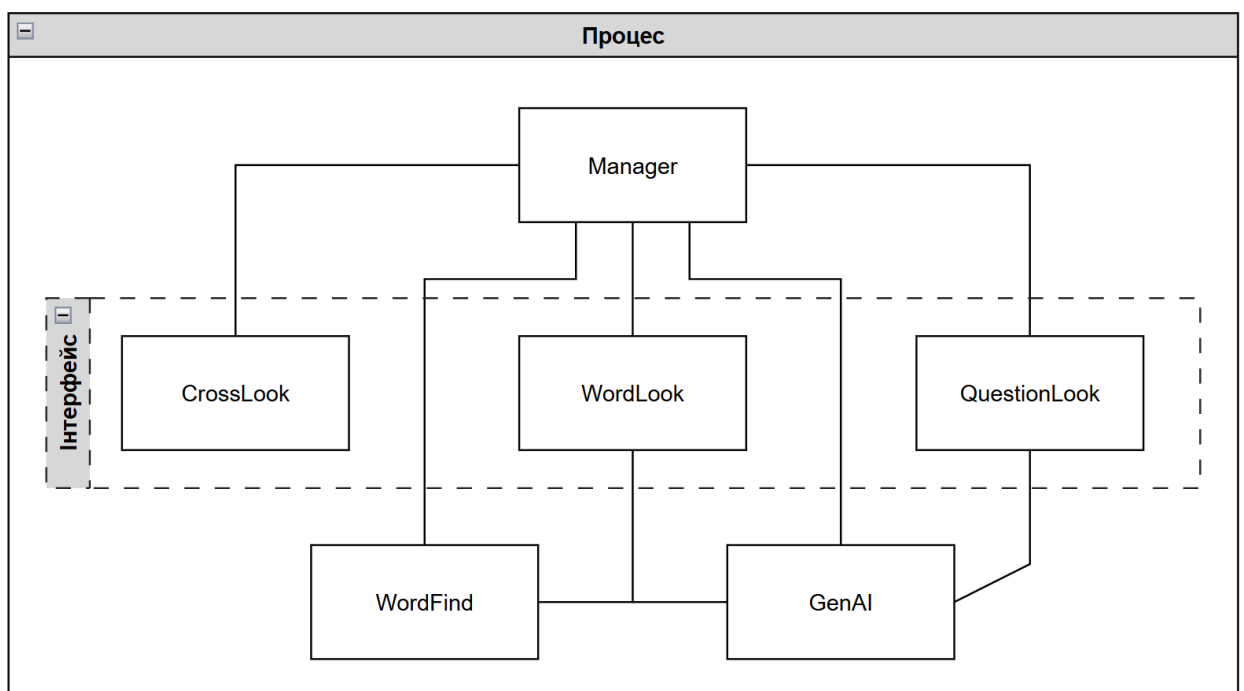 Процес
Manager
Інтерфейс
CrossLook
WordLook
QuestionLook
WordFind
GenAI